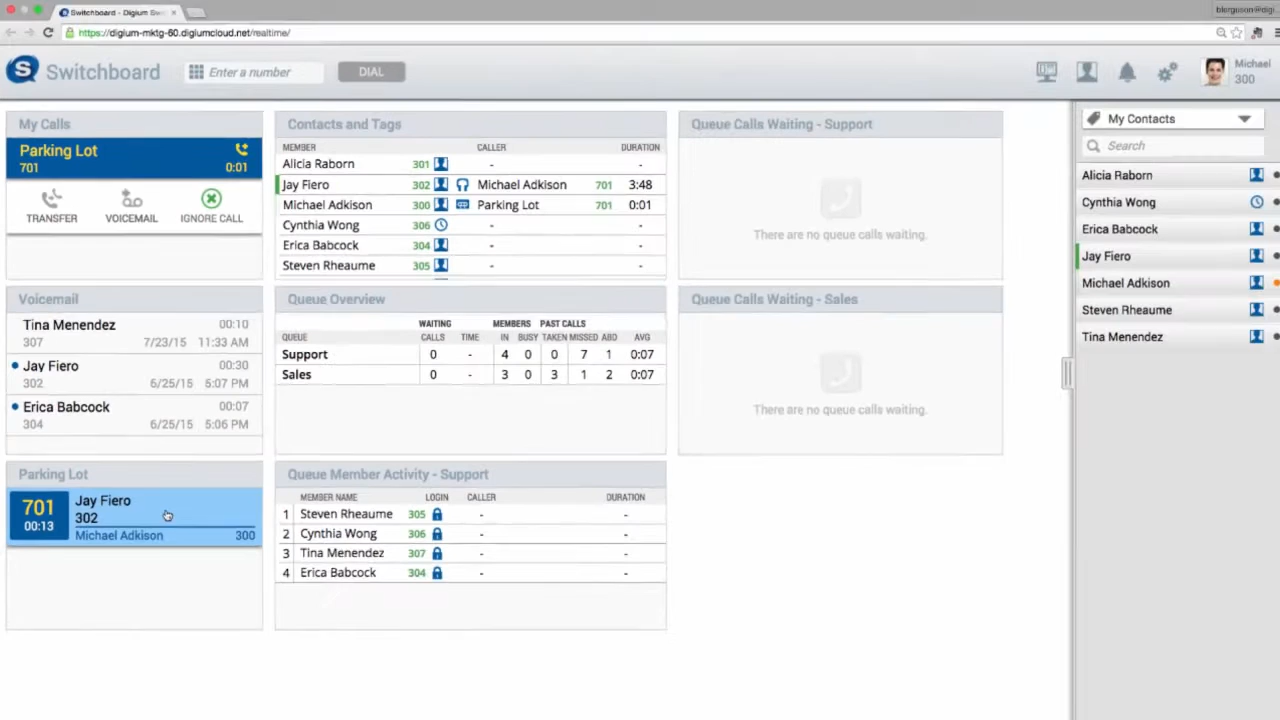 Switchboard - Digium Sw
blerguson@digi
https://digium-mktg-60.digiumcloud.net/realtime/
S Switchboard
Enter a number
DIAL
Michael
300
My Calls
Parking Lot
701 0:01
TRANSFER VOICEMAIL IGNORE CALL
Voicemail
Tina Menendez 00:10
307 7/23/15 11:33 AM
Jay Fiero 00:30
302 6/25/15 5:07 PM
Erica Babcock 00:07
304 6/25/15 5:06 PM
Parking Lot
701 Jay Fiero
00:13 302
Michael Adkison 300
Contacts and Tags
MEMBER CALLER DURATION
Alicia Raborn 301 - -
Jay Fiero 302 Michael Adkison 701 3:48
Michael Adkison 300 Parking Lot 701 0:01
Cynthia Wong 306 - -
Erica Babcock 304 - -
Steven Rheaume 305 - -
Queue Overview
WAITING MEMBERS PAST CALLS
QUEUE CALLS TIME IN BUSY TAKEN MISSED ABD AVG
Support 0 - 4 0 0 7 1 0:07
Sales 0 - 3 0 3 1 2 0:07
Queue Member Activity - Support
MEMBER NAME LOGIN CALLER DURATION
1 Steven Rheaume 305 - -
2 Cynthia Wong 306 - -
3 Tina Menendez 307 - -
4 Erica Babcock 304 - -
Queue Calls Waiting - Support
There are no queue calls waiting.
Queue Calls Waiting - Sales
There are no queue calls waiting.
My Contacts
Search
Alicia Raborn
Cynthia Wong
Erica Babcock
Jay Fiero
Michael Adkison
Steven Rheaume
Tina Menendez